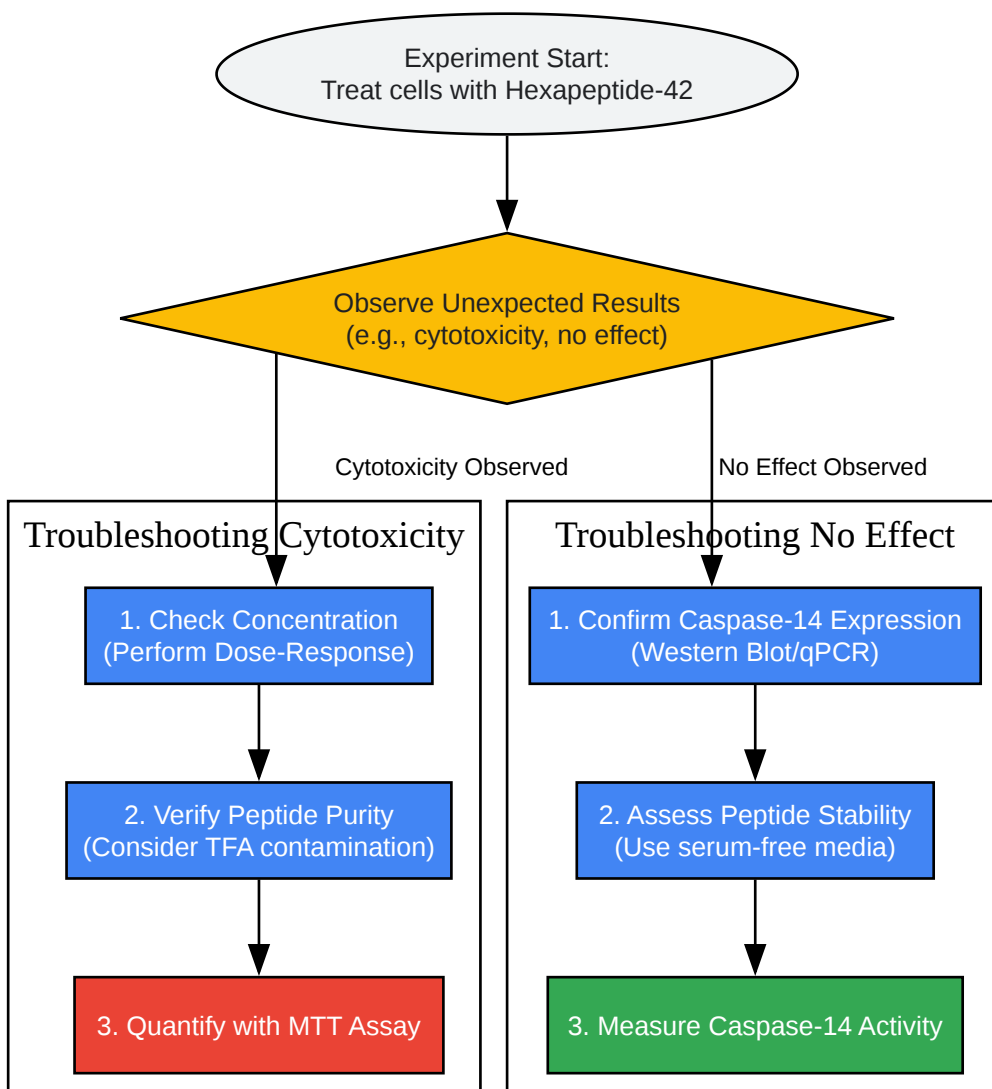 Experiment Start:
Treat cells with Hexapeptide-42
Observe Unexpected Results
(e.g., cytotoxicity, no effect)
Cytotoxicity Observed
No Effect Observed
Troubleshooting Cytotoxicity
1. Check Concentration
(Perform Dose-Response)
2. Verify Peptide Purity
(Consider TFA contamination)
3. Quantify with MTT Assay
Troubleshooting No Effect
1. Confirm Caspase-14 Expression
(Western Blot/qPCR)
2. Assess Peptide Stability
(Use serum-free media)
3. Measure Caspase-14 Activity